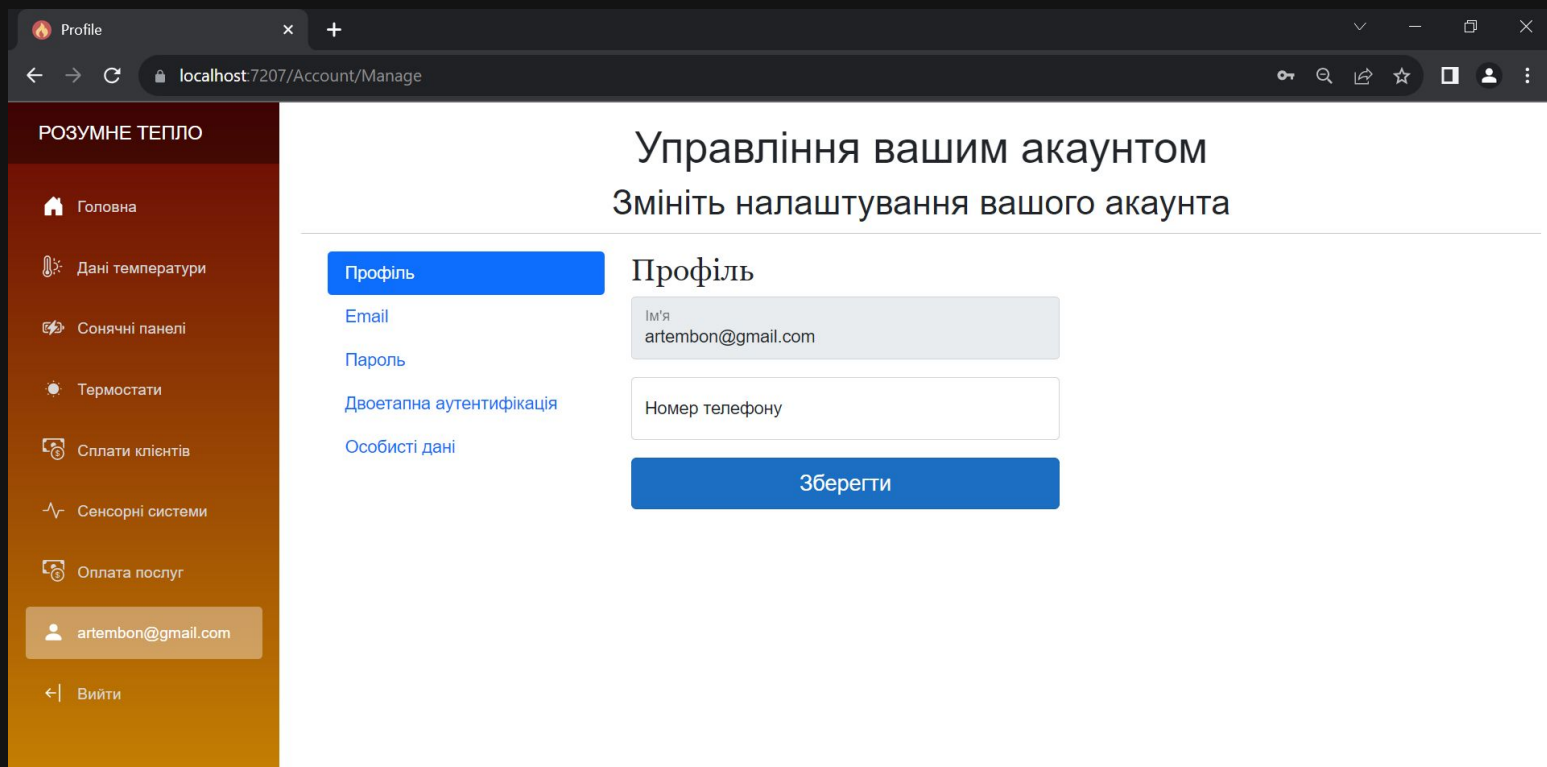 Profile
localhost:7207/Account/Manage
РОЗУМНЕ ТЕПЛО
Головна
Дані температури
Сонячні панелі
Термостати
Сплати клієнтів
Сенсорні системи
Оплата послуг
artembon@gmail.com
Вийти
Управління вашим акаунтом
Змініть налаштування вашого акаунта
Профіль
Email
Пароль
Двоетапна аутентифікація
Особисті дані
Профіль
Ім'я
artembon@gmail.com
Номер телефону
Зберегти